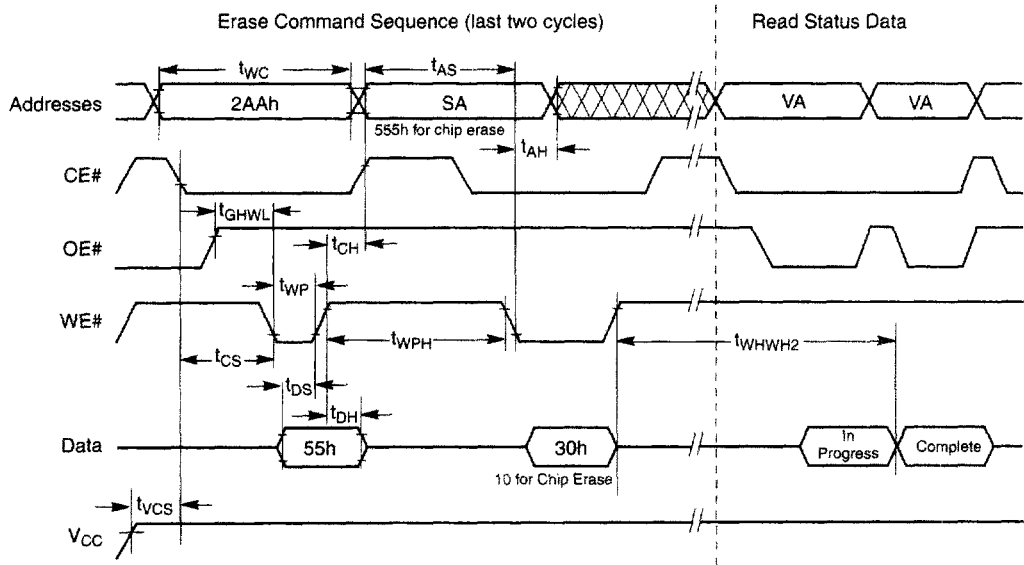 Erase Command Sequence (last two cycles)
Read Status Data
tWC
tAS
Addresses
2AAh
SA
VA
VA
555h for chip erase
tAH
CE#
tGHWL
OE#
tCH
tWP
WE#
tWPH
tWHWH2
tCS
tDS
tDH
Data
55h
30h
In Progress
Complete
10 for Chip Erase
tVCS
VCC